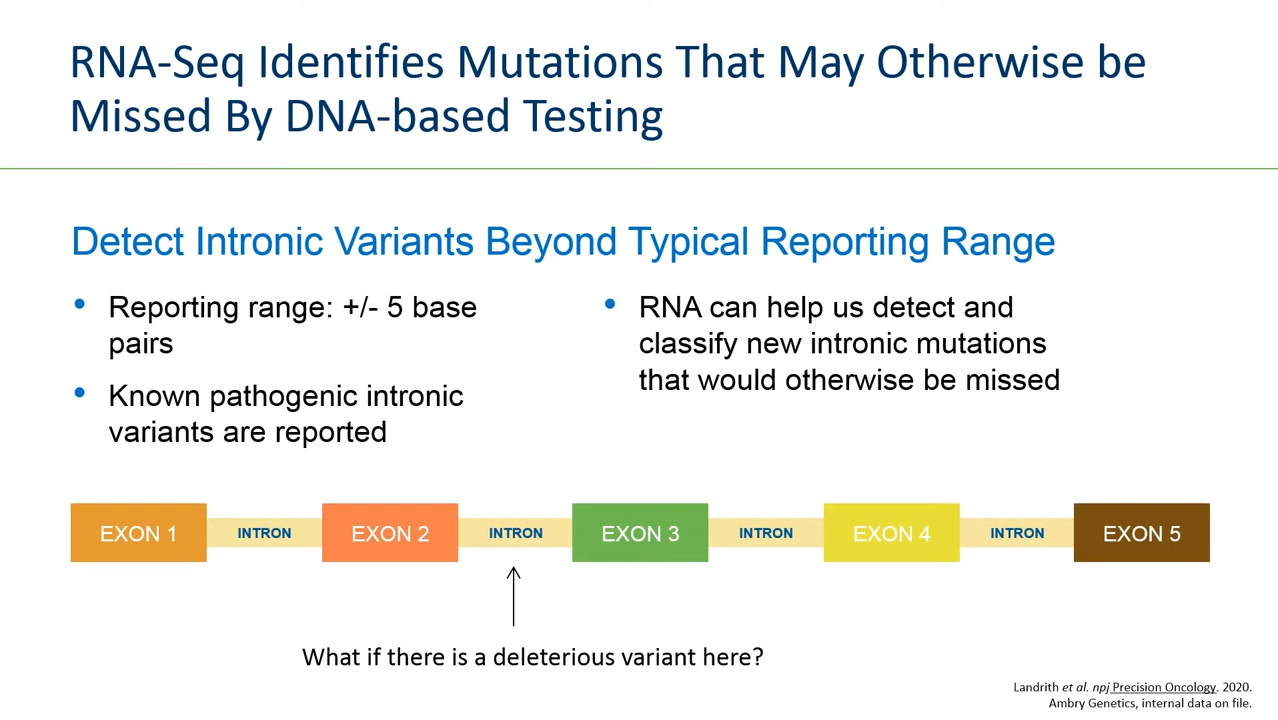 RNA-Seq Identifies Mutations That May Otherwise be
Missed By DNA-based Testing
Detect Intronic Variants Beyond Typical Reporting Range
• Reporting range: +/- 5 base
pairs
• Known pathogenic intronic
variants are reported
• RNA can help us detect and
classify new intronic mutations
that would otherwise be missed
EXON 1 INTRON EXON 2 INTRON EXON 3 INTRON EXON 4 INTRON EXON 5
What if there is a deleterious variant here?
Landrith et al. npj Precision Oncology. 2020.
Ambry Genetics, internal data on file.